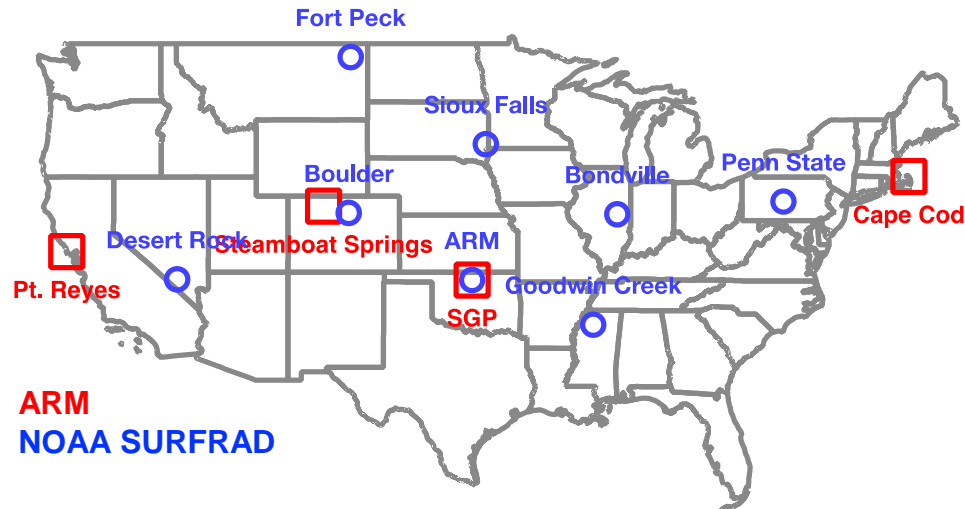 Fort Peck
Sioux Falls
Boulder
Bondville
Penn State
Cape Cod
Desert Rock
Steamboat Springs
ARM
Pt. Reyes
Goodwin Creek
SGP
ARM
NOAA SURFRAD